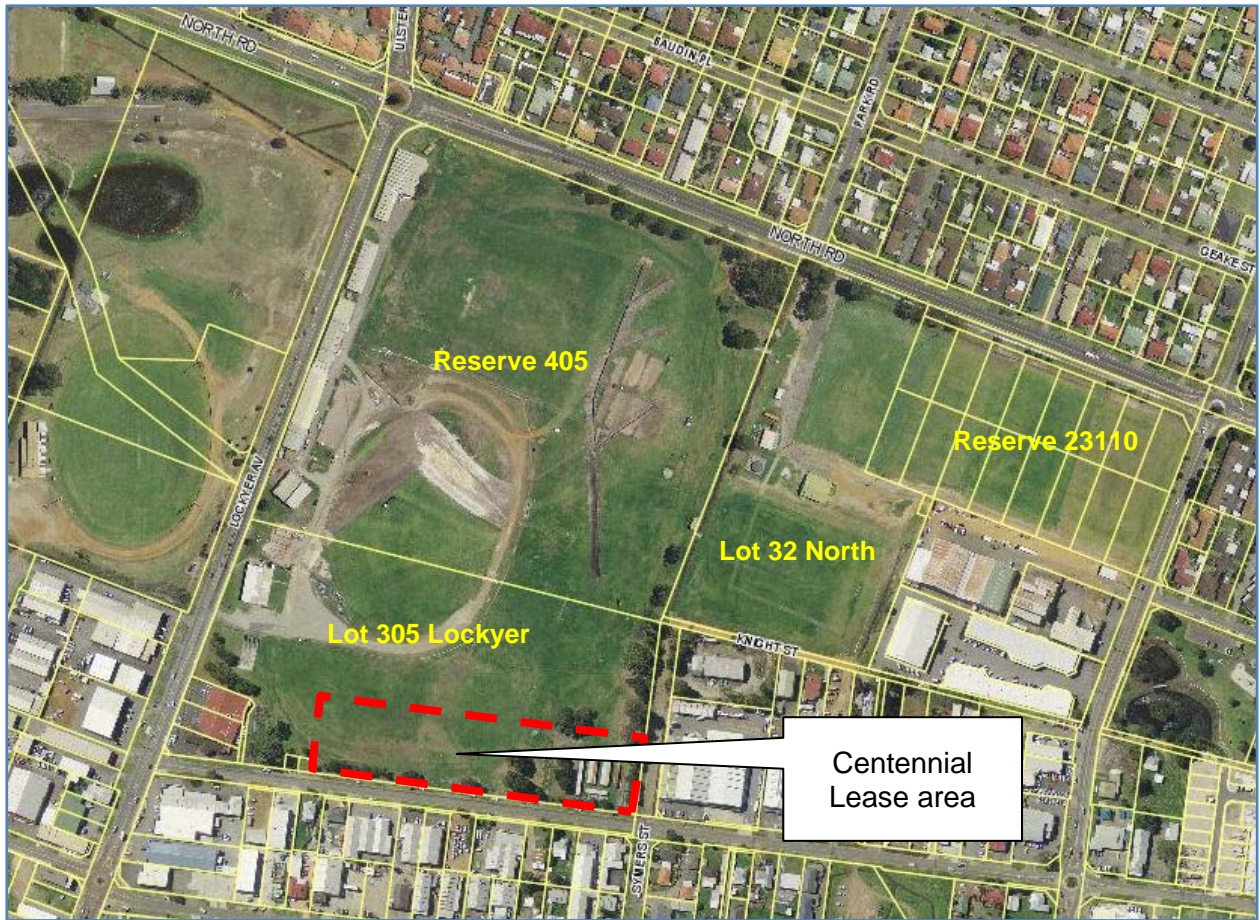 NORTH RD
ULSTER
BAUDIN PL
PARK RD
NORTH RD
GEAKE ST
Reserve 405
Reserve 23110
LOCKYER AV
Lot 32 North
Lot 305 Lockyer
KNIGHT ST
Centennial
Lease area
SYMERS ST